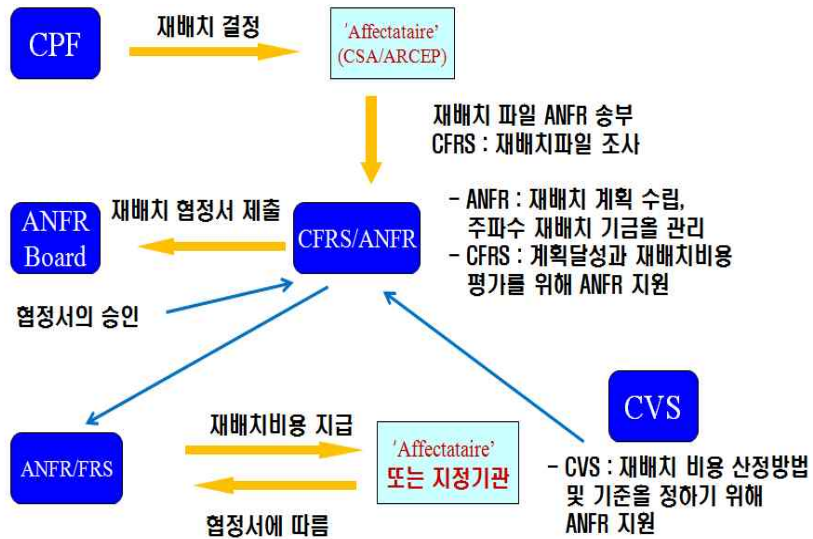 CPF
재배치 결정
'Affectataire'
(CSA/ARCEP)
재배치 파일 ANFR 송부
CFRS : 재배치파일 조사
ANFR
Board
재배치 협정서 제출
CFRS/ANFR
- ANFR : 재배치 계획 수립,
주파수 재배치 기금올 관리
- CFRS : 계획달성과 재배치비용
평가를 위해 ANFR 지원
협정서의 승인
CVS
ANFR/FRS
재배치비용 지급
'Affectataire'
또는 지정기관
협정서에 따름
- CVS : 재배치 비용 산정방법
및 기준올 정하기 위해
ANFR 지원